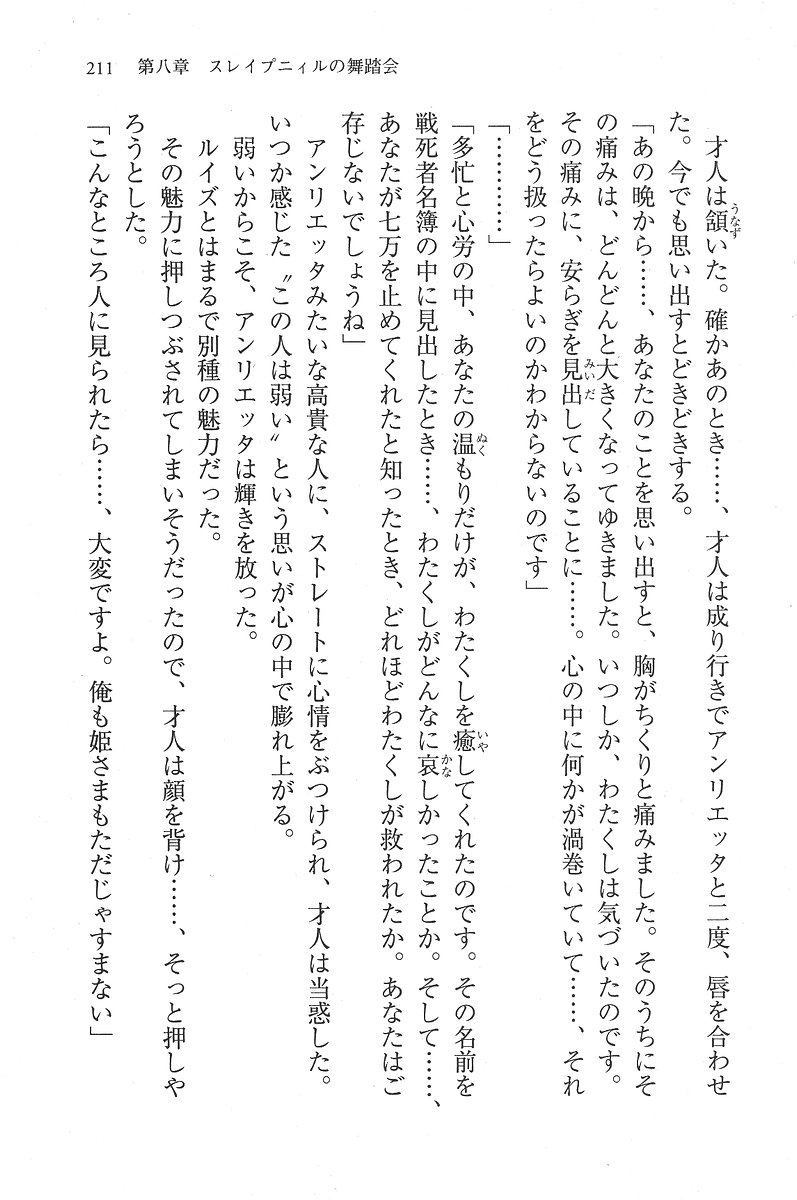 211　第八章　スレイプニィルの舞踏会
　才人は頷いた。確かあのとき……、才人は成り行きでアンリエッタと二度、唇を合わせ
た。今でも思い出すとどきどきする。
「あの晩から……、あなたのことを思い出すと、胸がちくりと痛みました。そのうちにそ
の痛みは、どんどんと大きくなってゆきました。いつしか、わたくしは気づいたのです。
その痛みに、安らぎを見出していることに……。心の中に何かが渦巻いていて……、それ
をどう扱ったらよいのかわからないのです」
「…………」
「多忙と心労の中、あなたの温もりだけが、わたくしを癒してくれたのです。その名前を
戦死者名簿の中に見出したとき……、わたくしがどんなに哀しかったことか。そして……、
あなたが七万を止めてくれたと知ったとき、どれほどわたくしが救われたか。あなたはご
存じないでしょうね」
　アンリエッタみたいな高貴な人に、ストレートに心情をぶつけられ、才人は当惑した。
いつか感じた〝この人は弱い〟という思いが心の中で膨れ上がる。
　弱いからこそ、アンリエッタは輝きを放った。
　ルイズとはまるで別種の魅力だった。
　その魅力に押しつぶされてしまいそうだったので、才人は顔を背け……、そっと押しや
ろうとした。
「こんなところ人に見られたら……、大変ですよ。俺も姫さまもただじゃすまない」